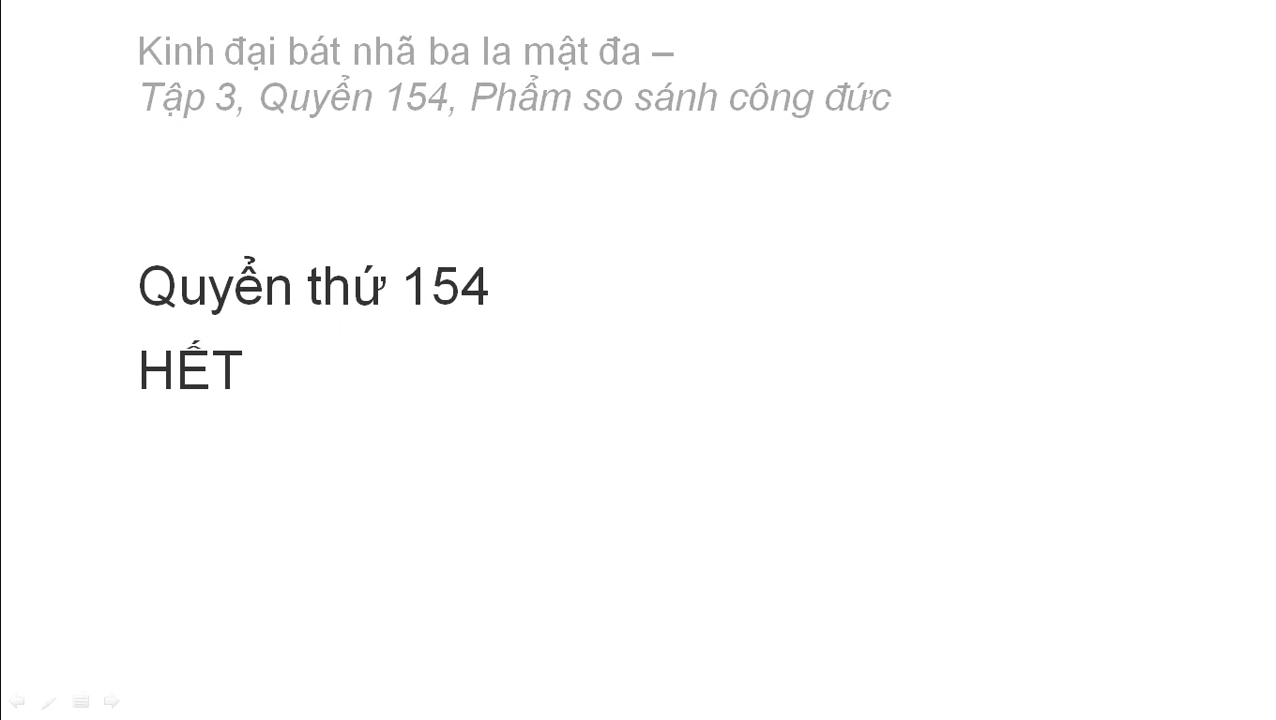 Kinh đại bát nhã ba la mật đa –
Tập 3, Quyển 154, Phẩm so sánh công đức
Quyển thứ 154
HẾT